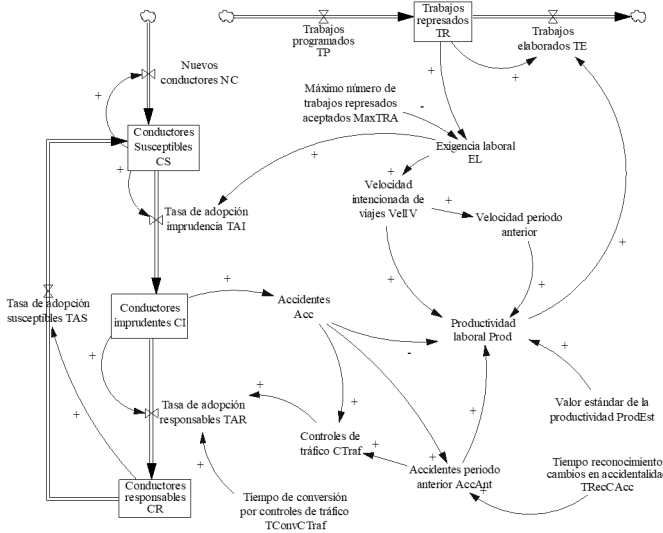 Trabajos
programados
TP
Trabajos
represados
TR
Trabajos
elaborados TE
Nuevos
conductores NC
+
+
+
Máximo número de
trabajos represados
aceptados MaxTRA
-
Conductores
Susceptibles
CS
+
Exigencia laboral
EL
+
+
Velocidad
intencionada de
viajes VelIV
+
Velocidad periodo
anterior
Tasa de adopción
imprudencia TAI
+
+
+
Tasa de adopción
susceptibles TAS
Conductores
imprudentes CI
+
Accidentes
Acc
Productividad
laboral Prod
-
+
+
+
Valor estándar de la
productividad ProdEst
+
Tasa de adopción
responsables TAR
+
+
+
+
Controles de
tráfico CTraf
+
Accidentes periodo
anterior AccAnt
+
Tiempo reconocimiento
cambios en accidentalida
TRecCAcc
Conductores
responsables
CR
Tiempo de conversión
por controles de tráfico
TConvCTraf